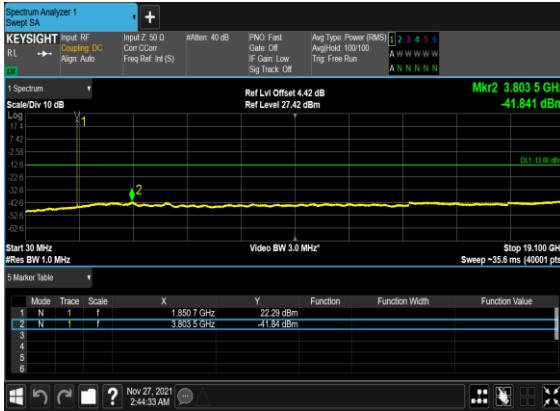 Spectrum Analyzer 1
Swept SA
+
KEYSIGHT
RL
Input: RF
Coupling: DC
Align: Auto
Input Z: 50 Ω
Corr CCorr
Freq Ref: Int (S)
#Atten: 40 dB
PNO: Fast
Gate: Off
IF Gain: Low
Sig Track: Off
Avg Type: Power (RMS)
Avg|Hold: 100/100
Trig: Free Run
1 2 3 4 5 6
A W W W W W
A N N N N N
1 Spectrum
Scale/Div 10 dB
Ref Lvl Offset 4.42 dB
Ref Level 27.42 dBm
Mkr2 3.803 5 GHz
-41.841 dBm
Log
17.4
7.42
-2.58
-12.6
-22.6
-32.6
-42.6
-52.6
-62.6
1
2
DL1 -13.00 dBm
Start 30 MHz
#Res BW 1.0 MHz
Video BW 3.0 MHz*
Stop 19.100 GH
Sweep ~35.6 ms (40001 pts
5 Marker Table
Mode Trace Scale X Y Function Function Width Function Value
1 N 1 f 1.850 7 GHz 22.29 dBm
2 N 1 f 3.803 5 GHz -41.84 dBm
3
4
5
6
?
Nov 27, 2021
2:44:33 AM